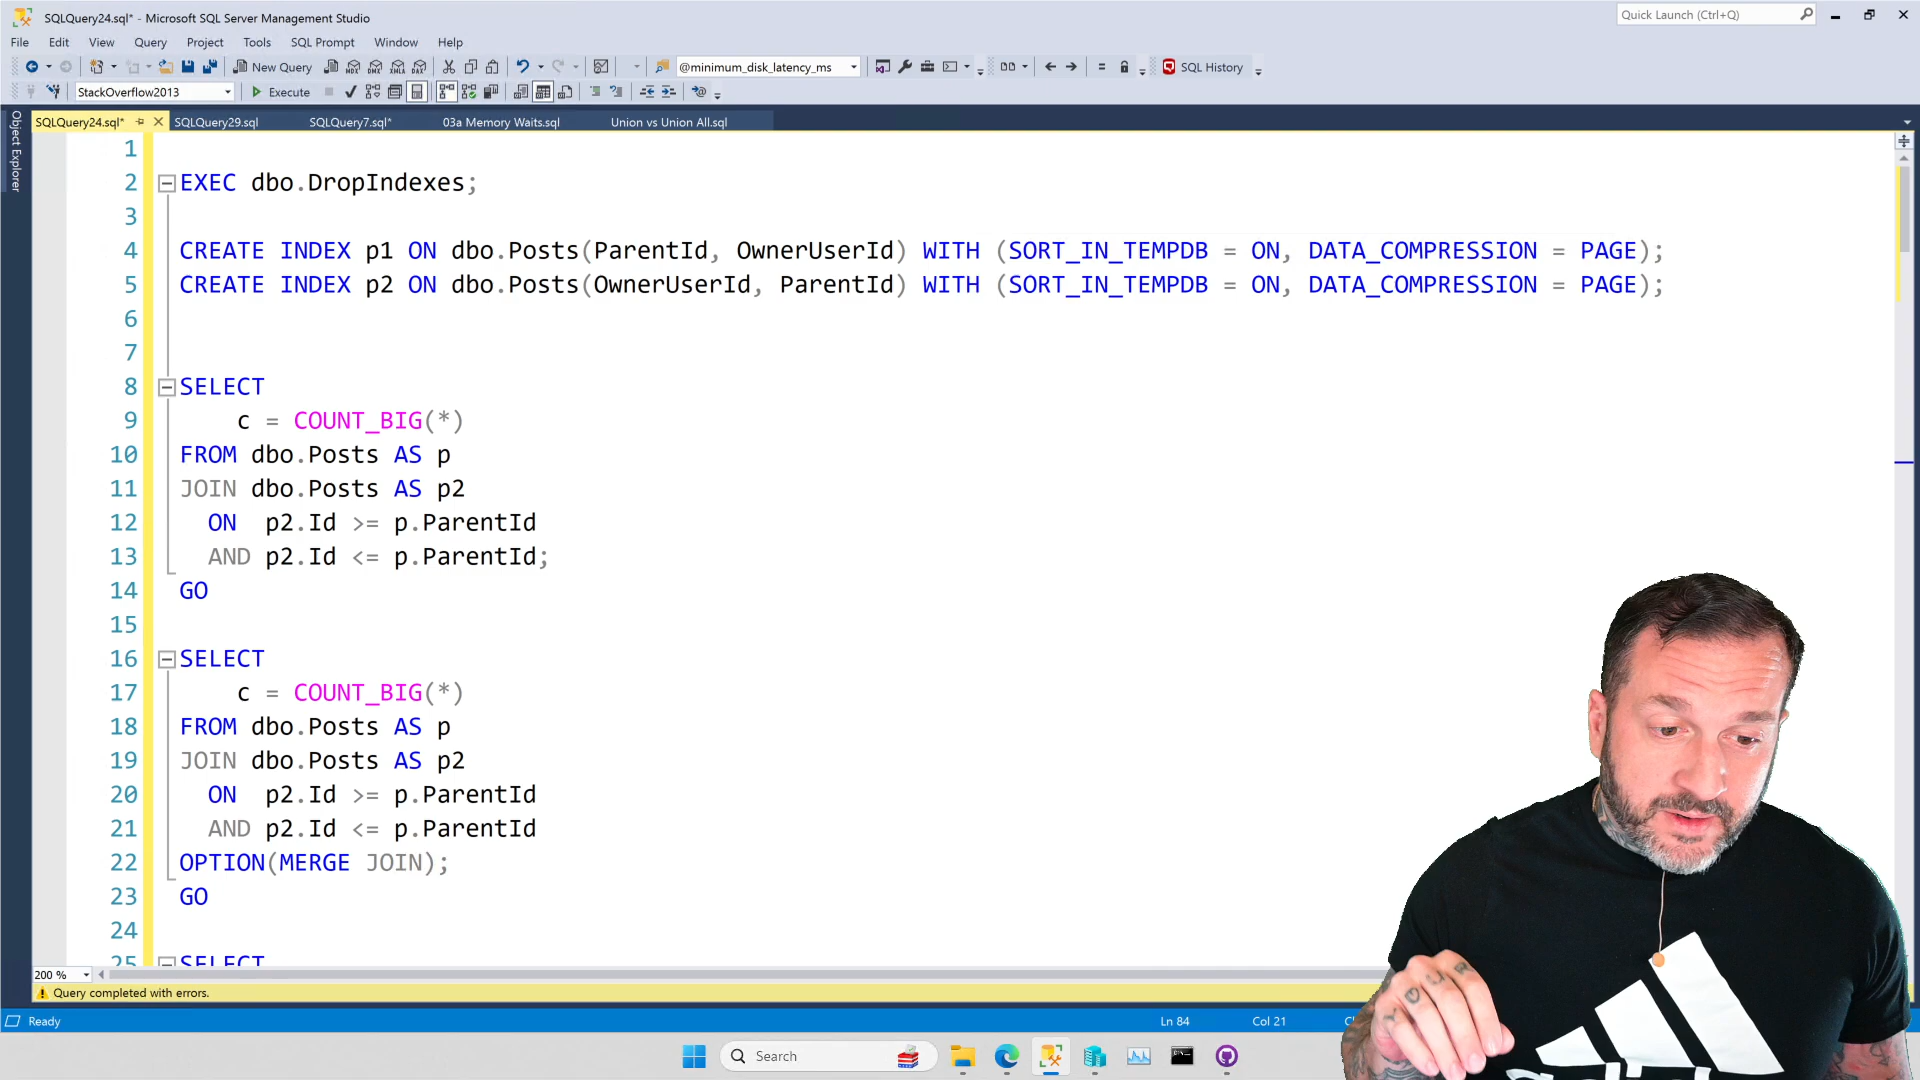 SQLQuery24.sql* - Microsoft SQL Server Management Studio
Quick Launch (Ctrl+Q)
File Edit View Query Project Tools SQL Prompt Window Help
New Query
@minimum_disk_latency_ms
SQL History
StackOverflow2013
Execute
SQLQuery24.sql*
SQLQuery29.sql
SQLQuery7.sql*
03a Memory Waits.sql
Union vs Union All.sql
Object Explorer
1
2 EXEC dbo.DropIndexes;
3
4 CREATE INDEX p1 ON dbo.Posts(ParentId, OwnerUserId) WITH (SORT_IN_TEMPDB = ON, DATA_COMPRESSION = PAGE);
5 CREATE INDEX p2 ON dbo.Posts(OwnerUserId, ParentId) WITH (SORT_IN_TEMPDB = ON, DATA_COMPRESSION = PAGE);
6
7
8 SELECT
9 c = COUNT_BIG(*)
10 FROM dbo.Posts AS p
11 JOIN dbo.Posts AS p2
12 ON p2.Id >= p.ParentId
13 AND p2.Id <= p.ParentId;
14 GO
15
16 SELECT
17 c = COUNT_BIG(*)
18 FROM dbo.Posts AS p
19 JOIN dbo.Posts AS p2
20 ON p2.Id >= p.ParentId
21 AND p2.Id <= p.ParentId
22 OPTION(MERGE JOIN);
23 GO
24
25 SELECT
200 %
Query completed with errors.
Ready
Ln 84
Col 21
Search